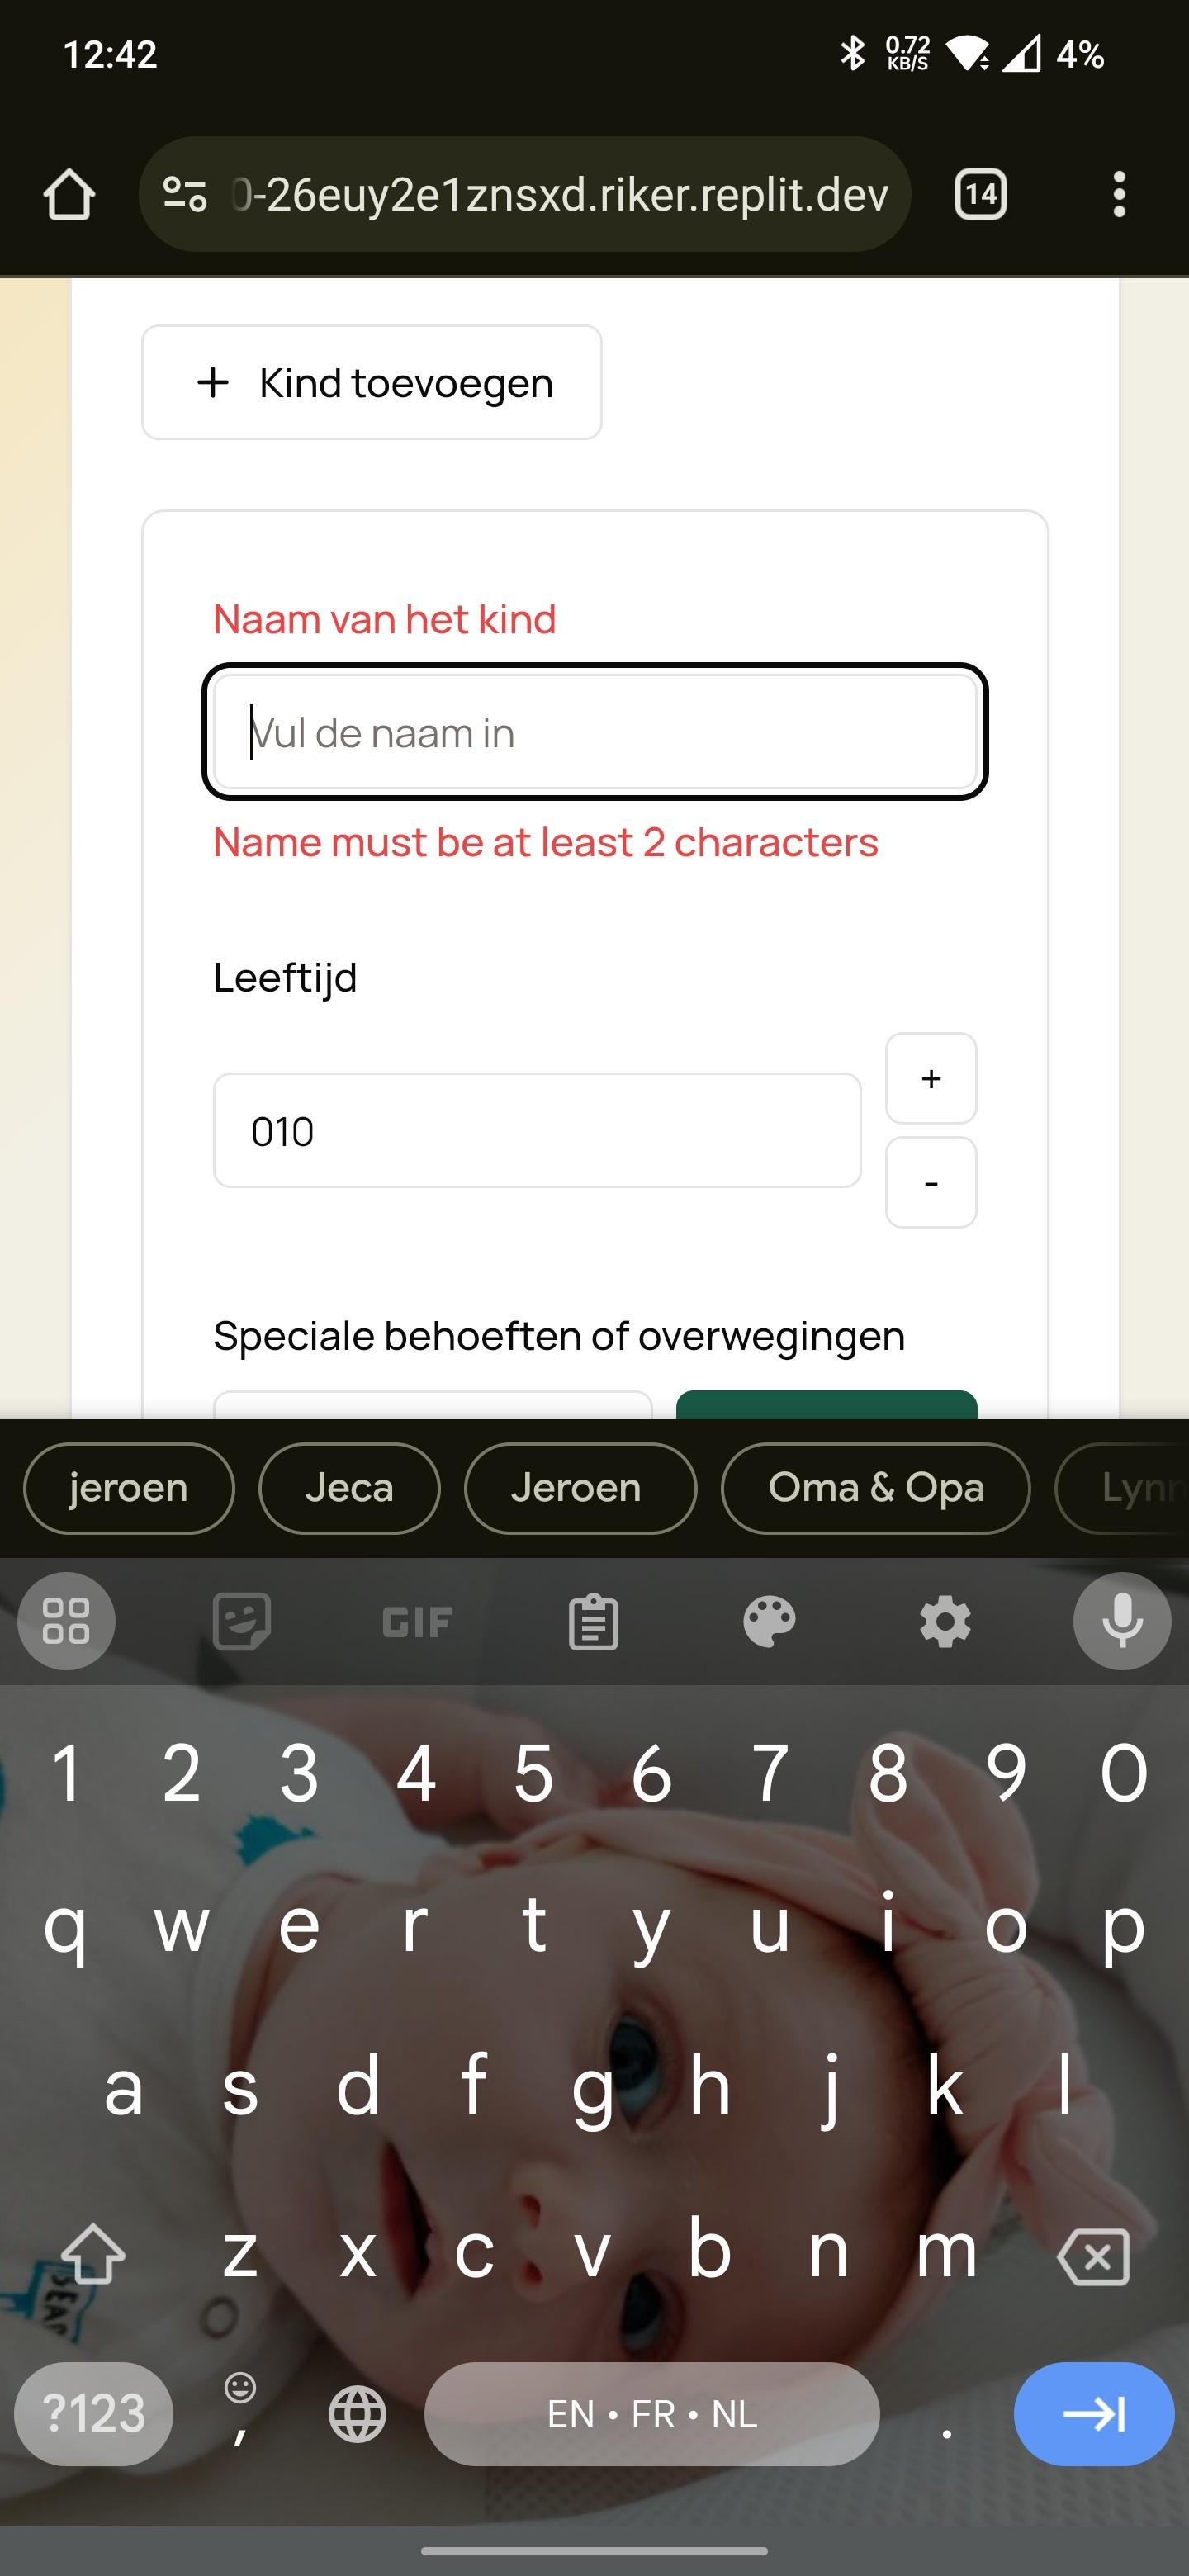 12:42
0.72
KB/S
4%
0-26euy2e1znsxd.riker.replit.dev
14
+ Kind toevoegen
Naam van het kind
Vul de naam in
Name must be at least 2 characters
Leeftijd
+
010
-
Speciale behoeften of overwegingen
jeroen Jeca Jeroen Oma & Opa Lynn
GIF
1 2 3 4 5 6 7 8 9 0
q w e r t y u i o p
a s d f g h j k l
z x c v b n m
?123 , EN • FR • NL .